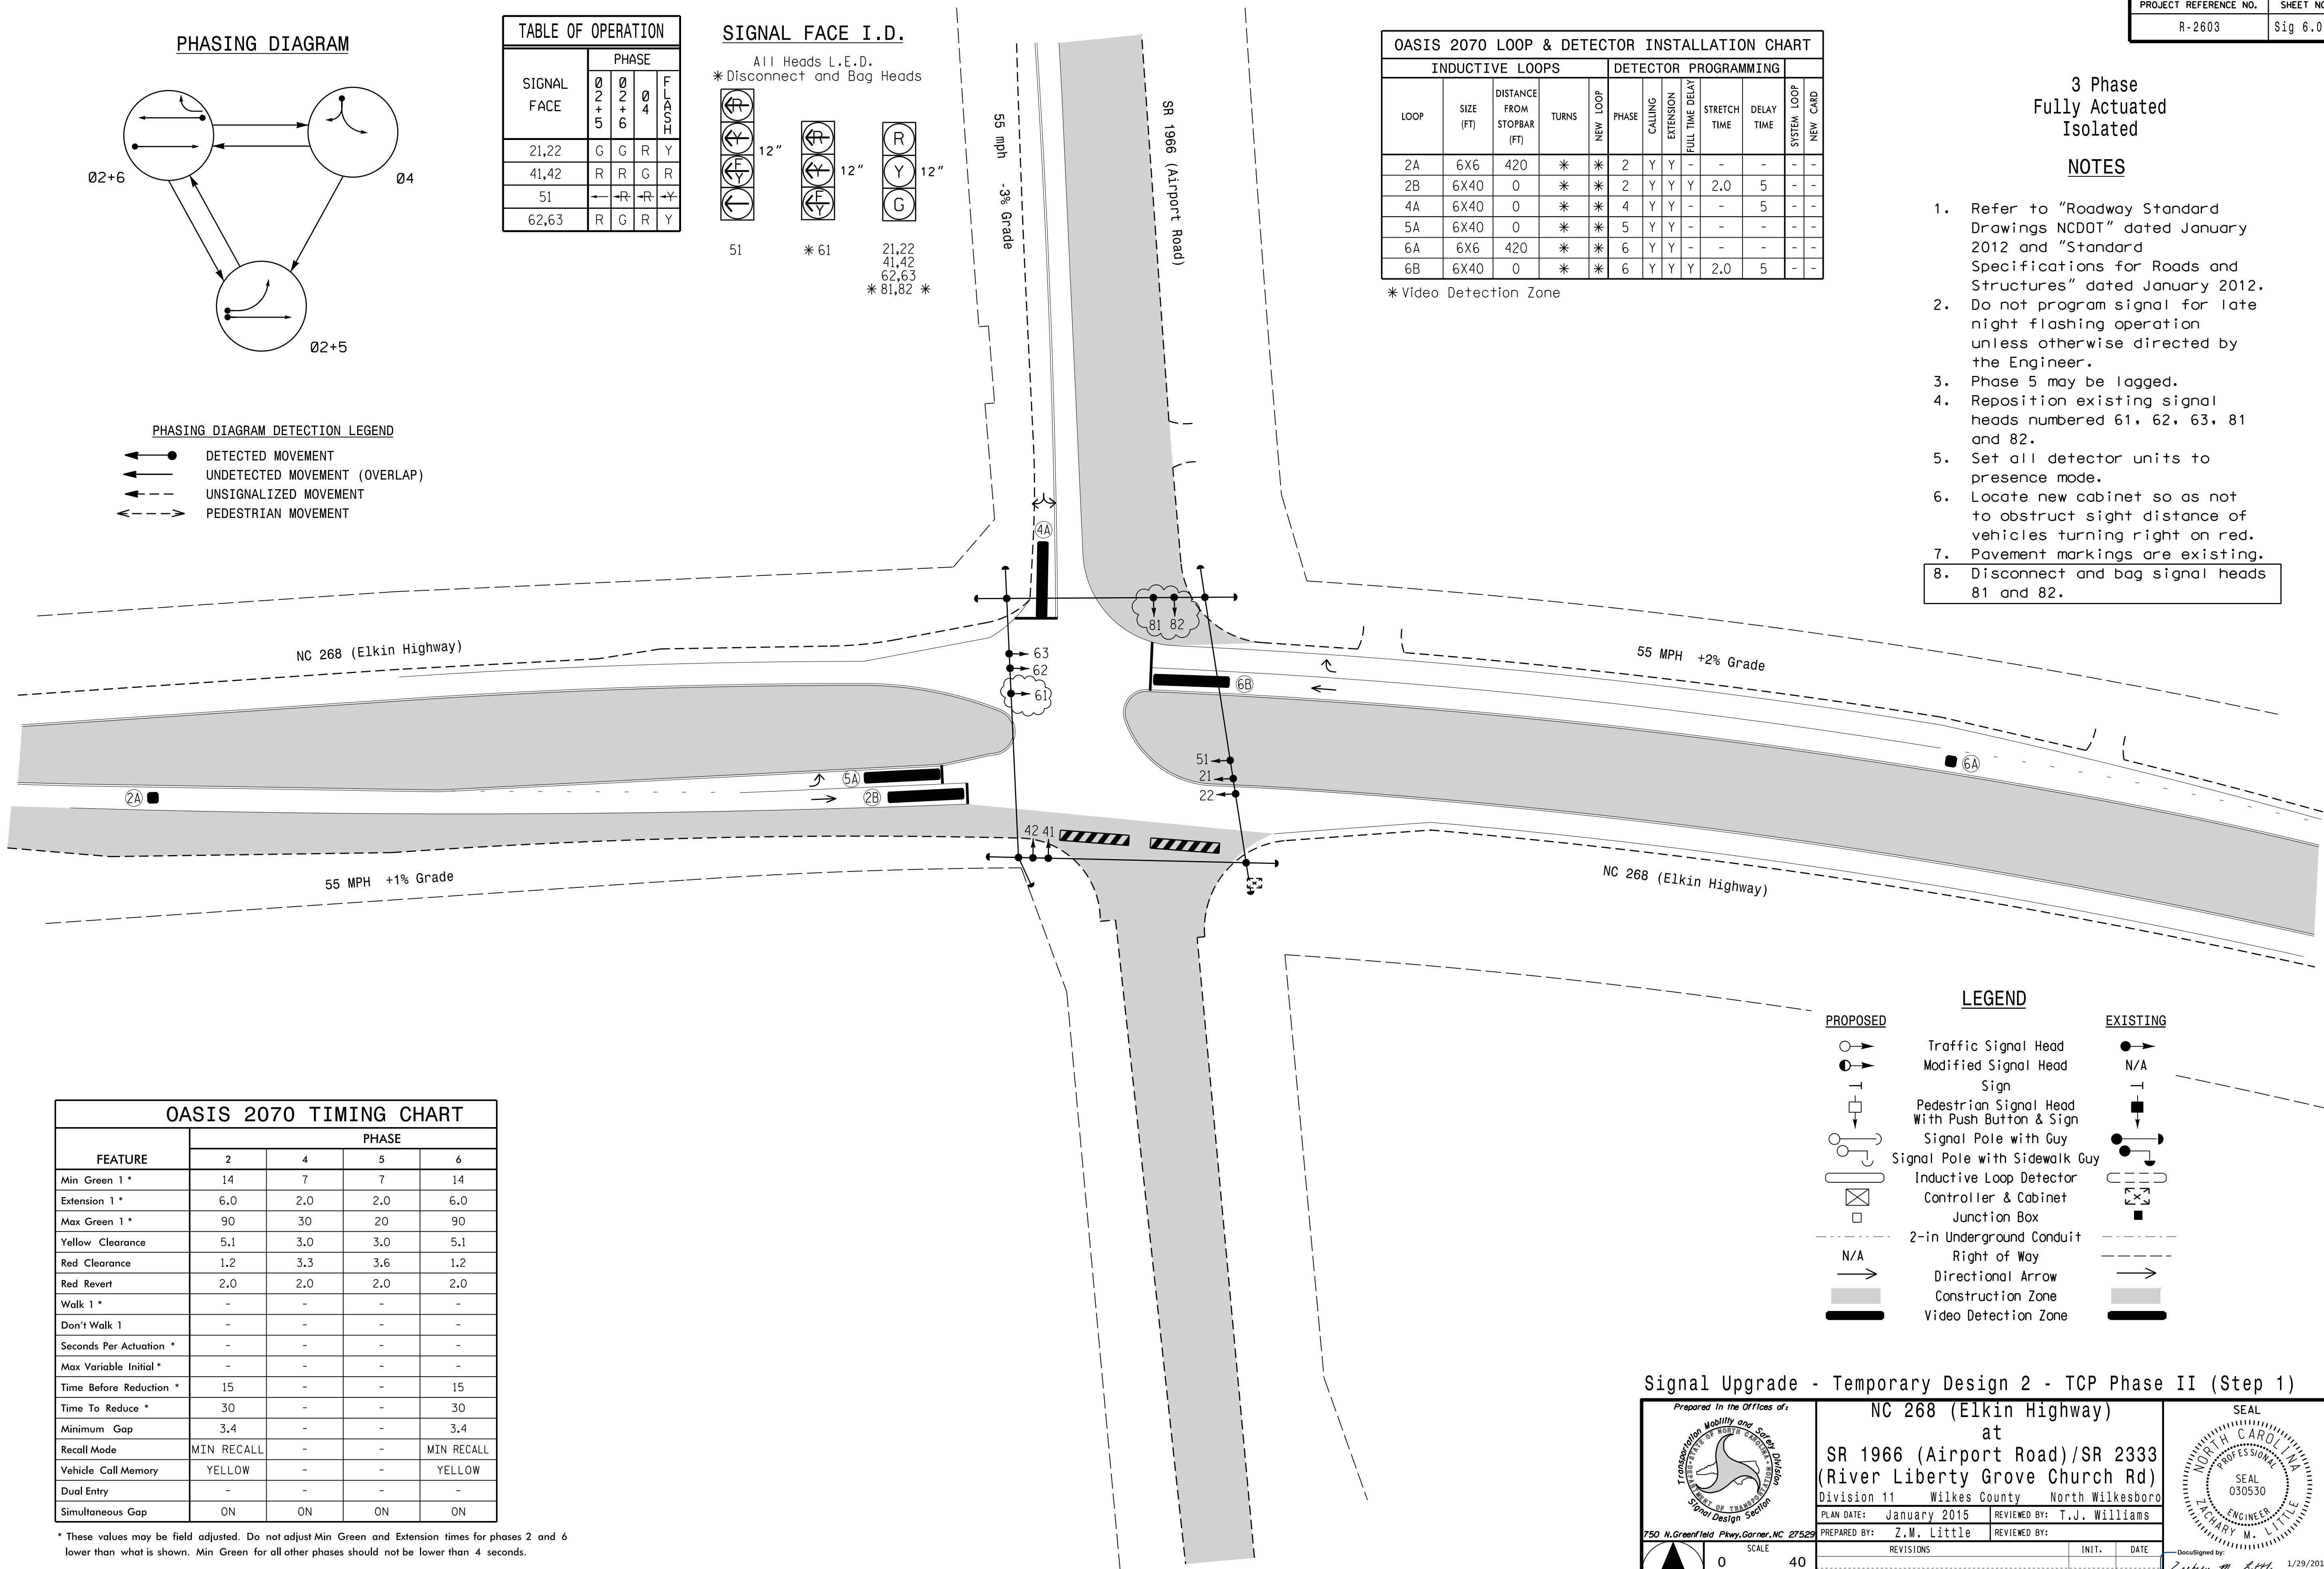 PROJECT REFERENCE NO. SHEET NO
R-2603 Sig 6.0
PHASING DIAGRAM
Ø2+6
Ø4
Ø2+5
PHASING DIAGRAM DETECTION LEGEND
DETECTED MOVEMENT
UNDETECTED MOVEMENT (OVERLAP)
UNSIGNALIZED MOVEMENT
PEDESTRIAN MOVEMENT
TABLE OF OPERATION
SIGNAL FACE PHASE
Ø2+5 Ø2+6 Ø4 FLASH
21,22 G G R Y
41,42 R R G R
51 R R Y
62,63 R G R Y
SIGNAL FACE I.D.
All Heads L.E.D.
* Disconnect and Bag Heads
R
Y
F Y
12"
51
R
Y
F Y
12"
* 61
R
Y
G
12"
21,22
41,42
62,63
* 81,82 *
OASIS 2070 LOOP & DETECTOR INSTALLATION CHART
INDUCTIVE LOOPS DETECTOR PROGRAMMING
LOOP SIZE (FT) DISTANCE FROM STOPBAR (FT) TURNS NEW LOOP PHASE CALLING EXTENSION FULL TIME DELAY STRETCH TIME DELAY TIME SYSTEM LOOP NEW CARD
2A 6X6 420 * * 2 Y Y - - - - -
2B 6X40 0 * * 2 Y Y Y 2.0 5 - -
4A 6X40 0 * * 4 Y Y - - 5 - -
5A 6X40 0 * * 5 Y Y - - - - -
6A 6X6 420 * * 6 Y Y - - - - -
6B 6X40 0 * * 6 Y Y Y 2.0 5 - -
* Video Detection Zone
3 Phase
Fully Actuated
Isolated
NOTES
1. Refer to "Roadway Standard
Drawings NCDOT" dated January
2012 and "Standard
Specifications for Roads and
Structures" dated January 2012.
2. Do not program signal for late
night flashing operation
unless otherwise directed by
the Engineer.
3. Phase 5 may be lagged.
4. Reposition existing signal
heads numbered 61, 62, 63, 81
and 82.
5. Set all detector units to
presence mode.
6. Locate new cabinet so as not
to obstruct sight distance of
vehicles turning right on red.
7. Pavement markings are existing.
8. Disconnect and bag signal heads
81 and 82.
55 mph -3% Grade
SR 1966 (Airport Road)
4A
81 82
63
62
61
6B
NC 268 (Elkin Highway)
55 MPH +2% Grade
6A
51
21
22
5A
2B
2A
42 41
55 MPH +1% Grade
NC 268 (Elkin Highway)
OASIS 2070 TIMING CHART
FEATURE PHASE
2 4 5 6
Min Green 1 * 14 7 7 14
Extension 1 * 6.0 2.0 2.0 6.0
Max Green 1 * 90 30 20 90
Yellow Clearance 5.1 3.0 3.0 5.1
Red Clearance 1.2 3.3 3.6 1.2
Red Revert 2.0 2.0 2.0 2.0
Walk 1 * - - - -
Don't Walk 1 - - - -
Seconds Per Actuation * - - - -
Max Variable Initial * - - - -
Time Before Reduction * 15 - - 15
Time To Reduce * 30 - - 30
Minimum Gap 3.4 - - 3.4
Recall Mode MIN RECALL - - MIN RECALL
Vehicle Call Memory YELLOW - - YELLOW
Dual Entry - - - -
Simultaneous Gap ON ON ON ON
* These values may be field adjusted. Do not adjust Min Green and Extension times for phases 2 and 6
lower than what is shown. Min Green for all other phases should not be lower than 4 seconds.
LEGEND
PROPOSED EXISTING
Traffic Signal Head
Modified Signal Head N/A
Sign
Pedestrian Signal Head
With Push Button & Sign
Signal Pole with Guy
Signal Pole with Sidewalk Guy
Inductive Loop Detector
Controller & Cabinet
Junction Box
2-in Underground Conduit
N/A Right of Way
Directional Arrow
Construction Zone
Video Detection Zone
Signal Upgrade - Temporary Design 2 - TCP Phase II (Step 1)
Prepared in the Offices of:
Transportation Mobility and Safety Division
STATE OF NORTH CAROLINA
DEPARTMENT OF TRANSPORTATION
Signal Design Section
750 N.Greenfield Pkwy,Garner,NC 27529
NC 268 (Elkin Highway)
at
SR 1966 (Airport Road)/SR 2333
(River Liberty Grove Church Rd)
Division 11 Wilkes County North Wilkesboro
PLAN DATE: January 2015 REVIEWED BY: T.J. Williams
PREPARED BY: Z.M. Little REVIEWED BY:
SCALE
0 40
REVISIONS INIT. DATE
SEAL
NORTH CAROLINA
PROFESSIONAL
SEAL
030530
ENGINEER
ZACHARY M. LITTLE
DocuSigned by:
1/29/201